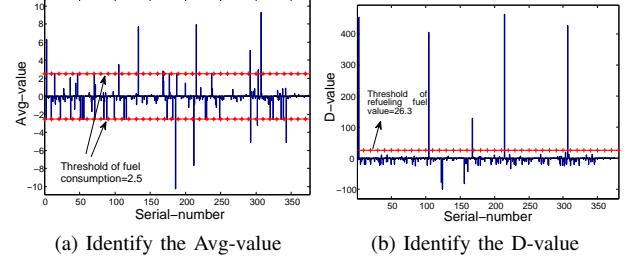 10
8
6
4
2
0
−2
−4
−6
−8
−10
Avg−value
Threshold of fuel
consumption=2.5
0 50 100 150 200 250 300 350
Serial−number
(a) Identify the Avg-value
400
300
200
100
0
−100
D−value
Threshold of
refueling fuel
value=26.3
50 100 150 200 250 300 350
Serial−number
(b) Identify the D-value